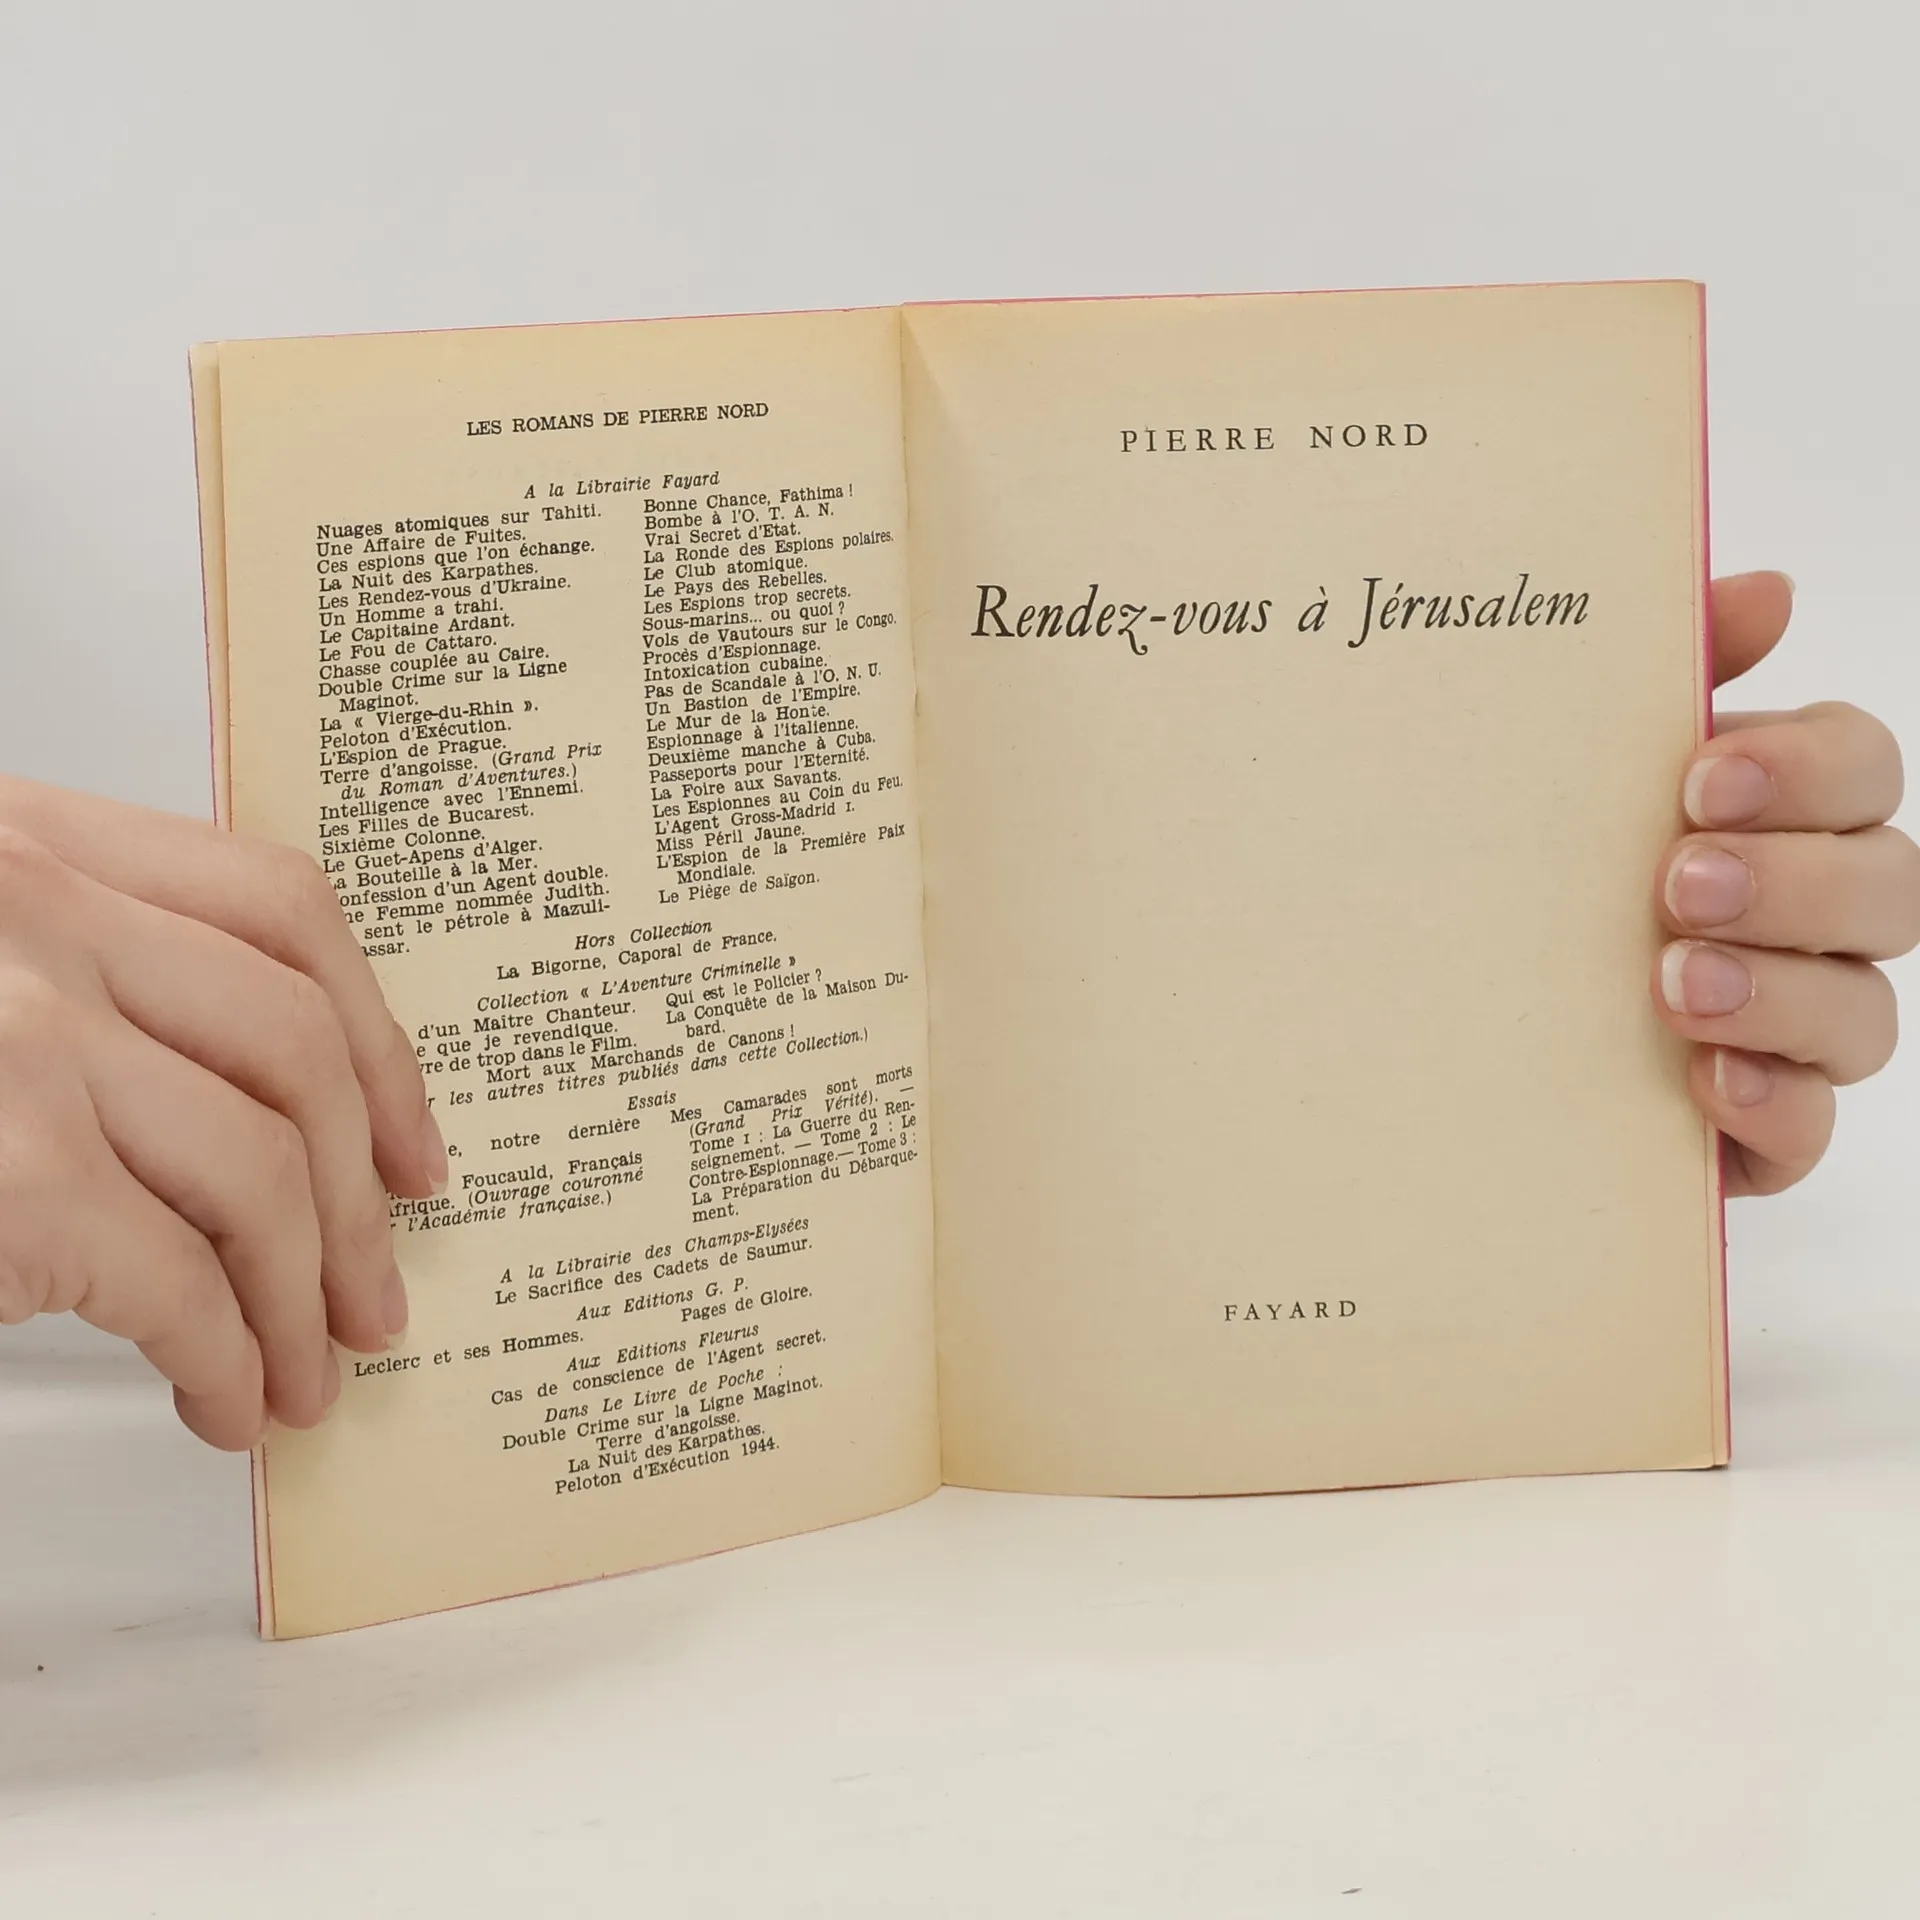 LES ROMANS DE PIERRE NORD
A la Librairie Fayard
Nuages atomiques sur Tahiti.
Une Affaire de Fuites.
Ces espions que l'on échange.
La Nuit des Karpathes.
Les Rendez-vous d'Ukraine.
Un Homme a trahi.
Le Capitaine Ardant.
Le Fou de Cattaro.
Chasse couplée au Caire.
Double Crime sur la Ligne
Maginot.
La « Vierge-du-Rhin ».
Peloton d'Exécution.
L'Espion de Prague.
Terre d'angoisse. (Grand Prix
du Roman d'Aventures.)
Intelligence avec l'Ennemi.
Les Filles de Bucarest.
Sixième Colonne.
Le Guet-Apens d'Alger.
La Bouteille à la Mer.
onfession d'un Agent double.
ne Femme nommée Judith.
sent le pétrole à Mazuli-
assar.
Bonne Chance, Fathima !
Bombe à l'O. T. A. N.
Vrai Secret d'Etat.
La Ronde des Espions polaires.
Le Club atomique.
Le Pays des Rebelles.
Les Espions trop secrets.
Sous-marins... ou quoi ?
Vols de Vautours sur le Congo.
Procès d'Espionnage.
Intoxication cubaine.
Pas de Scandale à l'O. N. U.
Un Bastion de l'Empire.
Le Mur de la Honte.
Espionnage à l'italienne.
Deuxième manche à Cuba.
Passeports pour l'Eternité.
La Foire aux Savants.
Les Espionnes au Coin du Feu.
L'Agent Gross-Madrid 1.
Miss Péril Jaune.
L'Espion de la Première Paix
Mondiale.
Le Piège de Saïgon.
Hors Collection
La Bigorne, Caporal de France.
Collection « L'Aventure Criminelle »
d'un Maître Chanteur.
e que je revendique.
vre de trop dans le Film.
Qui est le Policier ?
La Conquête de la Maison Du-
bard.
Mort aux Marchands de Canons !
r les autres titres publiés dans cette Collection.)
Essais
e, notre dernière
Foucauld, Français
Afrique. (Ouvrage couronné
r l'Académie française.)
Mes Camarades sont morts
(Grand Prix Vérité). —
Tome 1 : La Guerre du Ren-
seignement. — Tome 2 : Le
Contre-Espionnage.— Tome 3 :
La Préparation du Débarque-
ment.
A la Librairie des Champs-Elysées
Le Sacrifice des Cadets de Saumur.
Aux Editions G. P.
Leclerc et ses Hommes. Pages de Gloire.
Aux Editions Fleurus
Cas de conscience de l'Agent secret.
Dans Le Livre de Poche :
Double Crime sur la Ligne Maginot.
Terre d'angoisse.
La Nuit des Karpathes.
Peloton d'Exécution 1944.
PIERRE NORD
Rendez-vous à Jérusalem
FAYARD